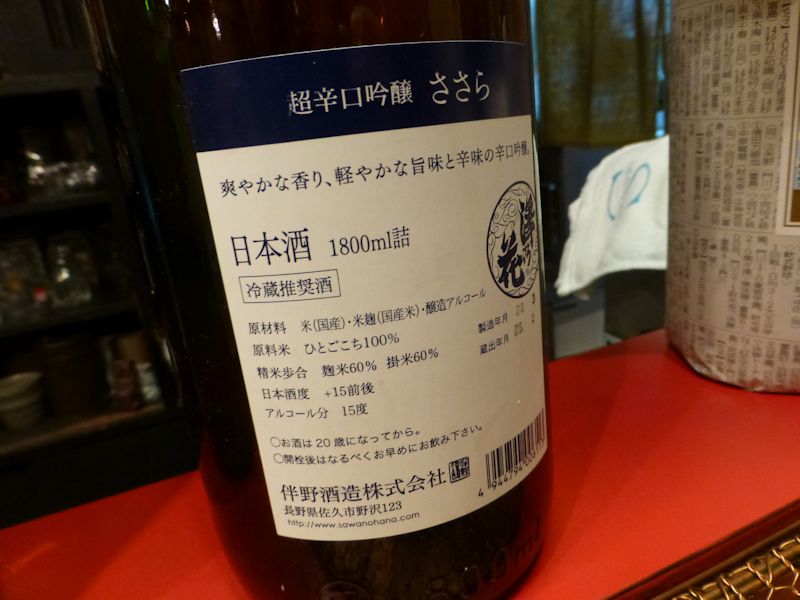 超辛口吟醸 ささら
爽やかな香り、軽やかな旨味と辛味の辛口吟醸。
日本酒 1800ml詰
澤の花
冷蔵推奨酒
原材料 米(国産)・米麹(国産米)・醸造アルコール
原料米 ひとごこち100%
精米歩合 麹米60% 掛米60%
日本酒度 +15前後
アルコール分 15度
製造年月
蔵出年月
○お酒は20歳になってから。
○開栓後はなるべくお早めにお飲み下さい。
伴野酒造株式会社
長野県佐久市野沢123
http://www.sawanohana.com